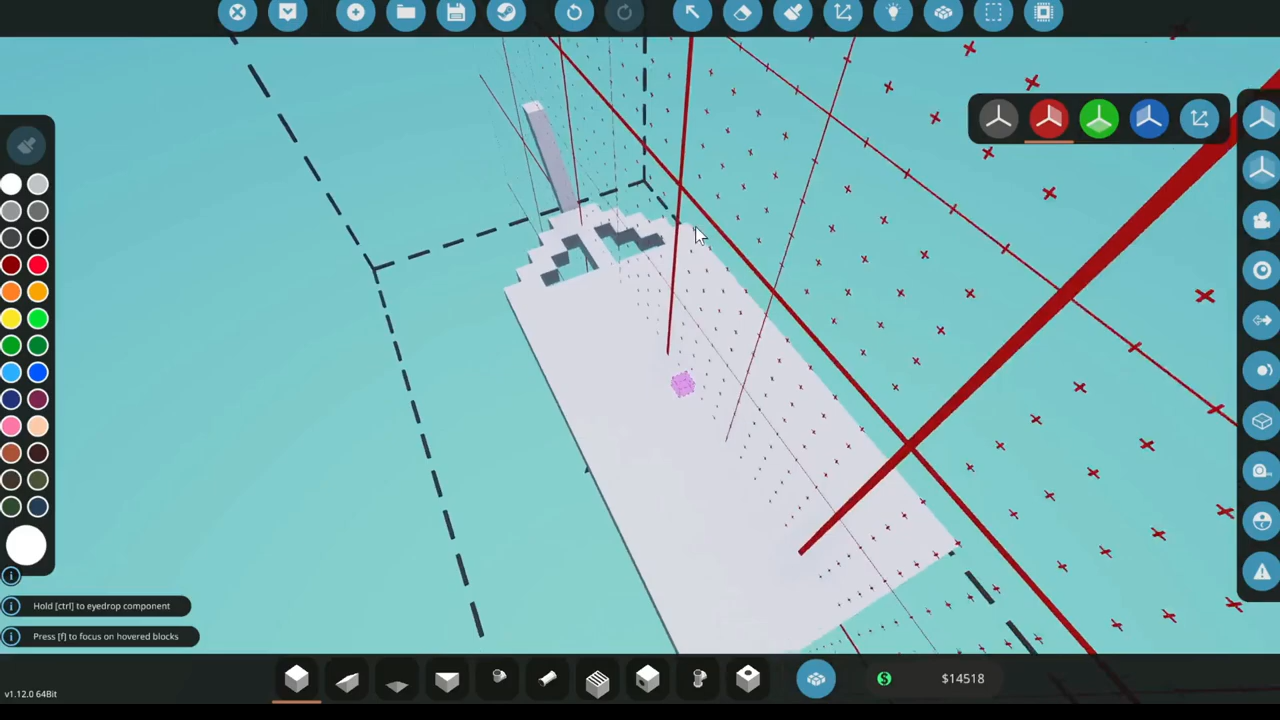 Hold [ctrl] to eyedrop component
Press [f] to focus on hovered blocks
v1.12.0 64Bit
$ $14518